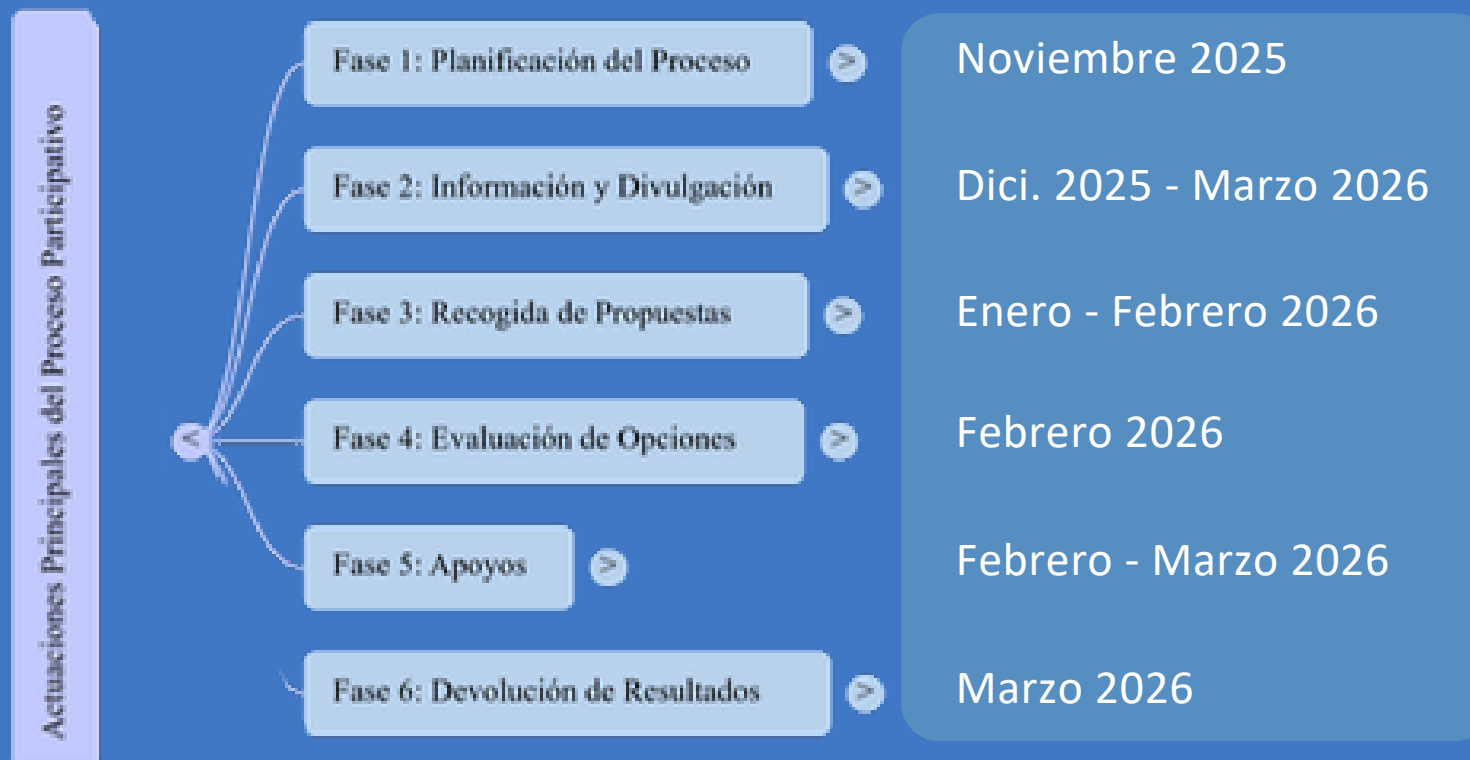 Actuaciones Principales del Proceso Participativo
Fase 1: Planificación del Proceso
>
Noviembre 2025
Fase 2: Información y Divulgación
>
Dici. 2025 - Marzo 2026
Fase 3: Recogida de Propuestas
>
Enero - Febrero 2026
<
Fase 4: Evaluación de Opciones
>
Febrero 2026
Fase 5: Apoyos
>
Febrero - Marzo 2026
Fase 6: Devolución de Resultados
>
Marzo 2026